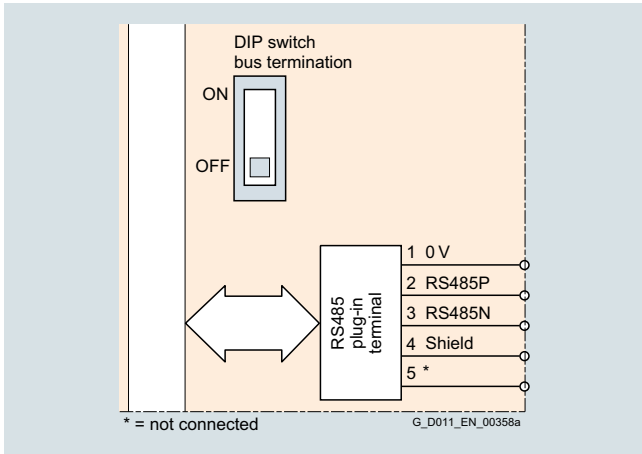 DIP switch
bus termination
ON
OFF
RS485
plug-in
terminal
1 0 V
2 RS485P
3 RS485N
4 Shield
5 *
* = not connected
G_D011_EN_00358a